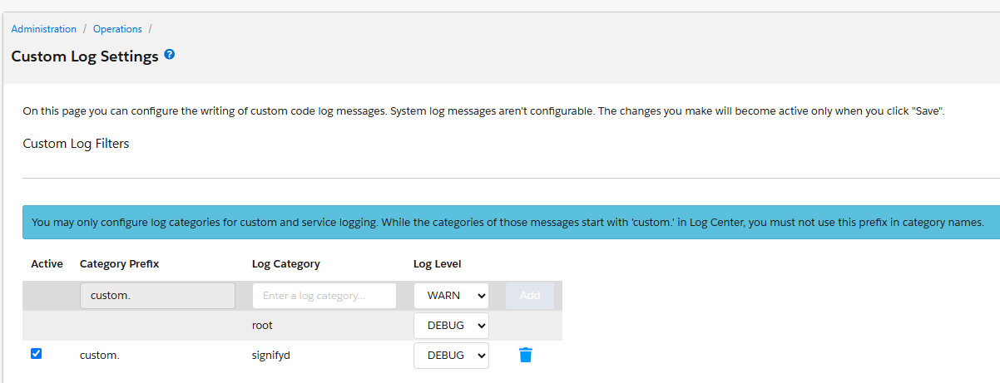 Administration / Operations /
Custom Log Settings ?
On this page you can configure the writing of custom code log messages. System log messages aren't configurable. The changes you make will become active only when you click "Save".
Custom Log Filters
You may only configure log categories for custom and service logging. While the categories of those messages start with 'custom.' in Log Center, you must not use this prefix in category names.
Active Category Prefix Log Category Log Level
custom. Enter a log category... WARN Add
root DEBUG
custom. signifyd DEBUG